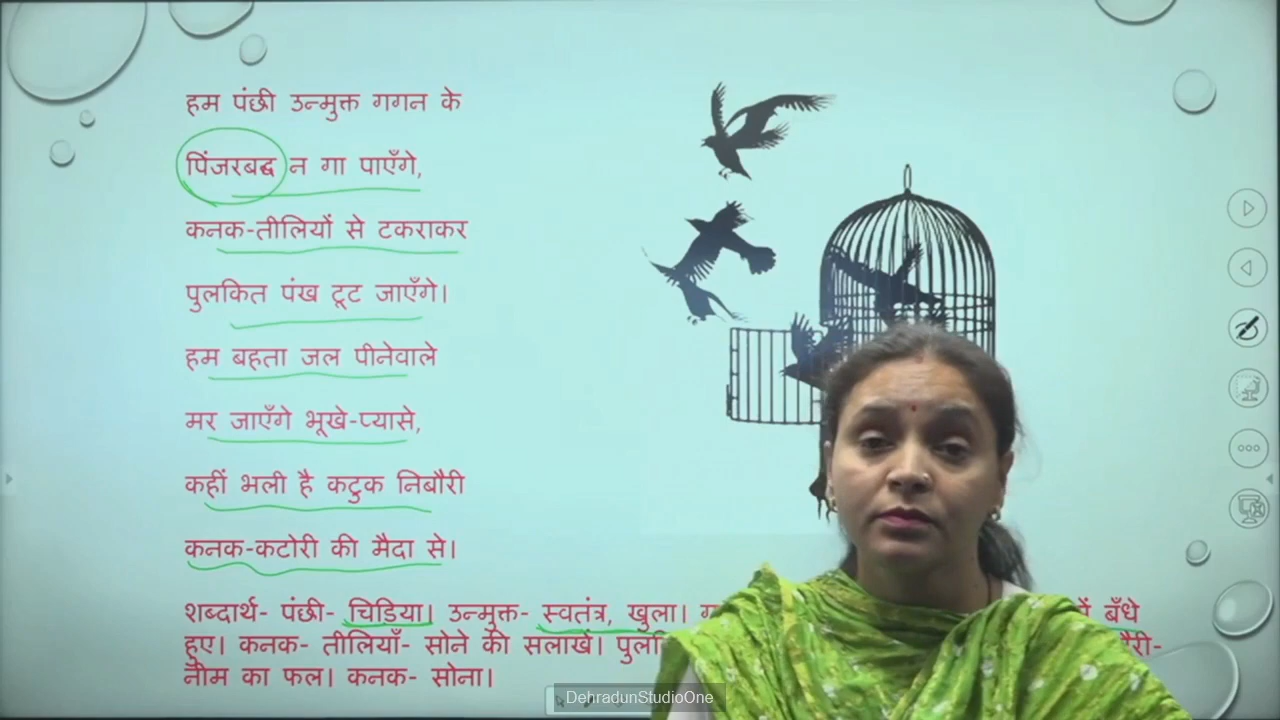 हम पंछी उन्मुक्त गगन के
पिंजरबद्ध न गा पाएँगे,
कनक-तीलियों से टकराकर
पुलकित पंख टूट जाएँगे।
हम बहता जल पीनेवाले
मर जाएँगे भूखे-प्यासे,
कहीं भली है कटुक निबौरी
कनक-कटोरी की मैदा से।
शब्दार्थ- पंछी- चिड़िया। उन्मुक्त- स्वतंत्र, खुला। बँधे
हुए। कनक- तीलियाँ- सोने की सलाखें।
नीम का फल। कनक- सोना।
DehradunStudioOne